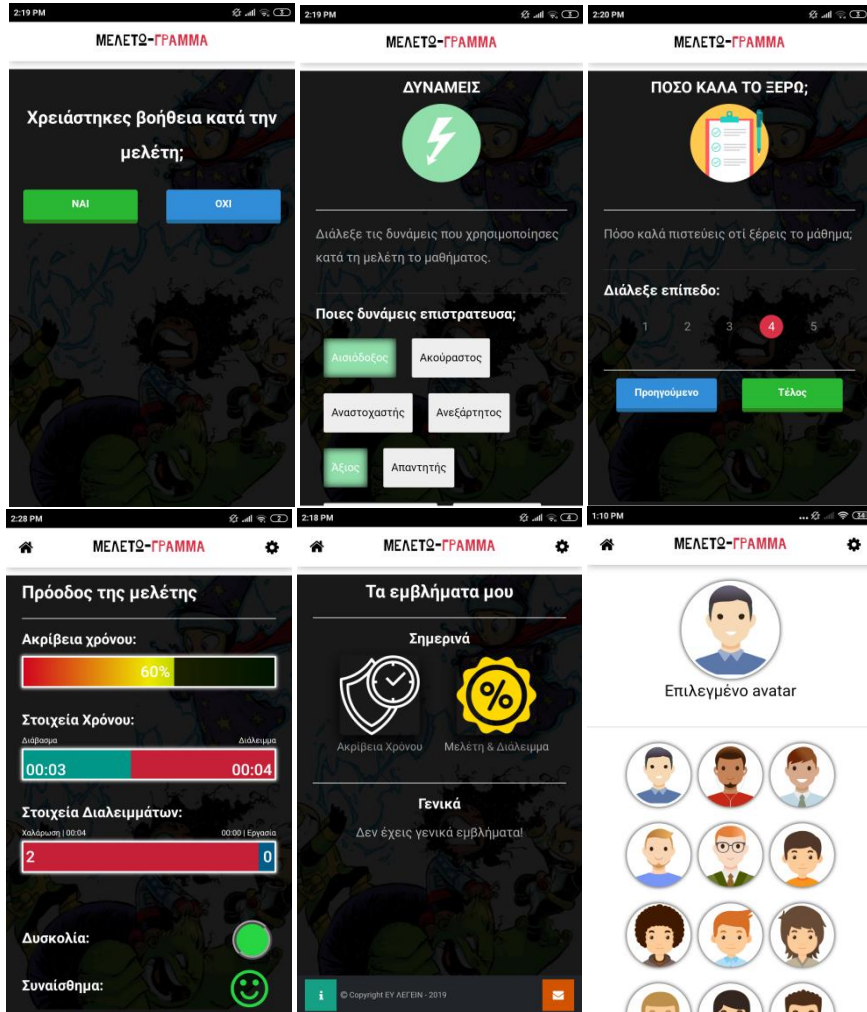 2:19 PM
ΜΕΛΕΤΩ-ΓΡΑΜΜΑ
Χρειάστηκες βοήθεια κατά την
μελέτη;
ΝΑΙ
ΟΧΙ
2:19 PM
ΜΕΛΕΤΩ-ΓΡΑΜΜΑ
ΔΥΝΑΜΕΙΣ
Διάλεξε τις δυνάμεις που χρησιμοποίησες
κατά τη μελέτη το μαθήματος.
Ποιες δυνάμεις επιστρατευσα;
Αισιόδοξος
Ακούραστος
Αναστοχαστής
Ανεξάρτητος
Άξιος
Απαντητής
2:20 PM
ΜΕΛΕΤΩ-ΓΡΑΜΜΑ
ΠΟΣΟ ΚΑΛΑ ΤΟ ΞΕΡΩ;
Πόσο καλά πιστεύεις οτί ξέρεις το μάθημα;
Διάλεξε επίπεδο:
1 2 3 4 5
Προηγούμενο
Τέλος
2:28 PM
ΜΕΛΕΤΩ-ΓΡΑΜΜΑ
Πρόοδος της μελέτης
Ακρίβεια χρόνου:
60%
Στοιχεία Χρόνου:
Διάβασμα
Διάλειμμα
00:03
00:04
Στοιχεία Διαλειμμάτων:
Χαλάρωση | 00:04
00:00 | Εργασία
2
0
Δυσκολία:
Συναίσθημα:
2:18 PM
ΜΕΛΕΤΩ-ΓΡΑΜΜΑ
Τα εμβλήματα μου
Σημερινά
%
Ακρίβεια Χρόνου
Μελέτη & Διάλειμμα
Γενικά
Δεν έχεις γενικά εμβλήματα!
i
© Copyright ΕΥ ΛΕΓΕΙΝ - 2019
1:10 PM
34
ΜΕΛΕΤΩ-ΓΡΑΜΜΑ
Επιλεγμένο avatar